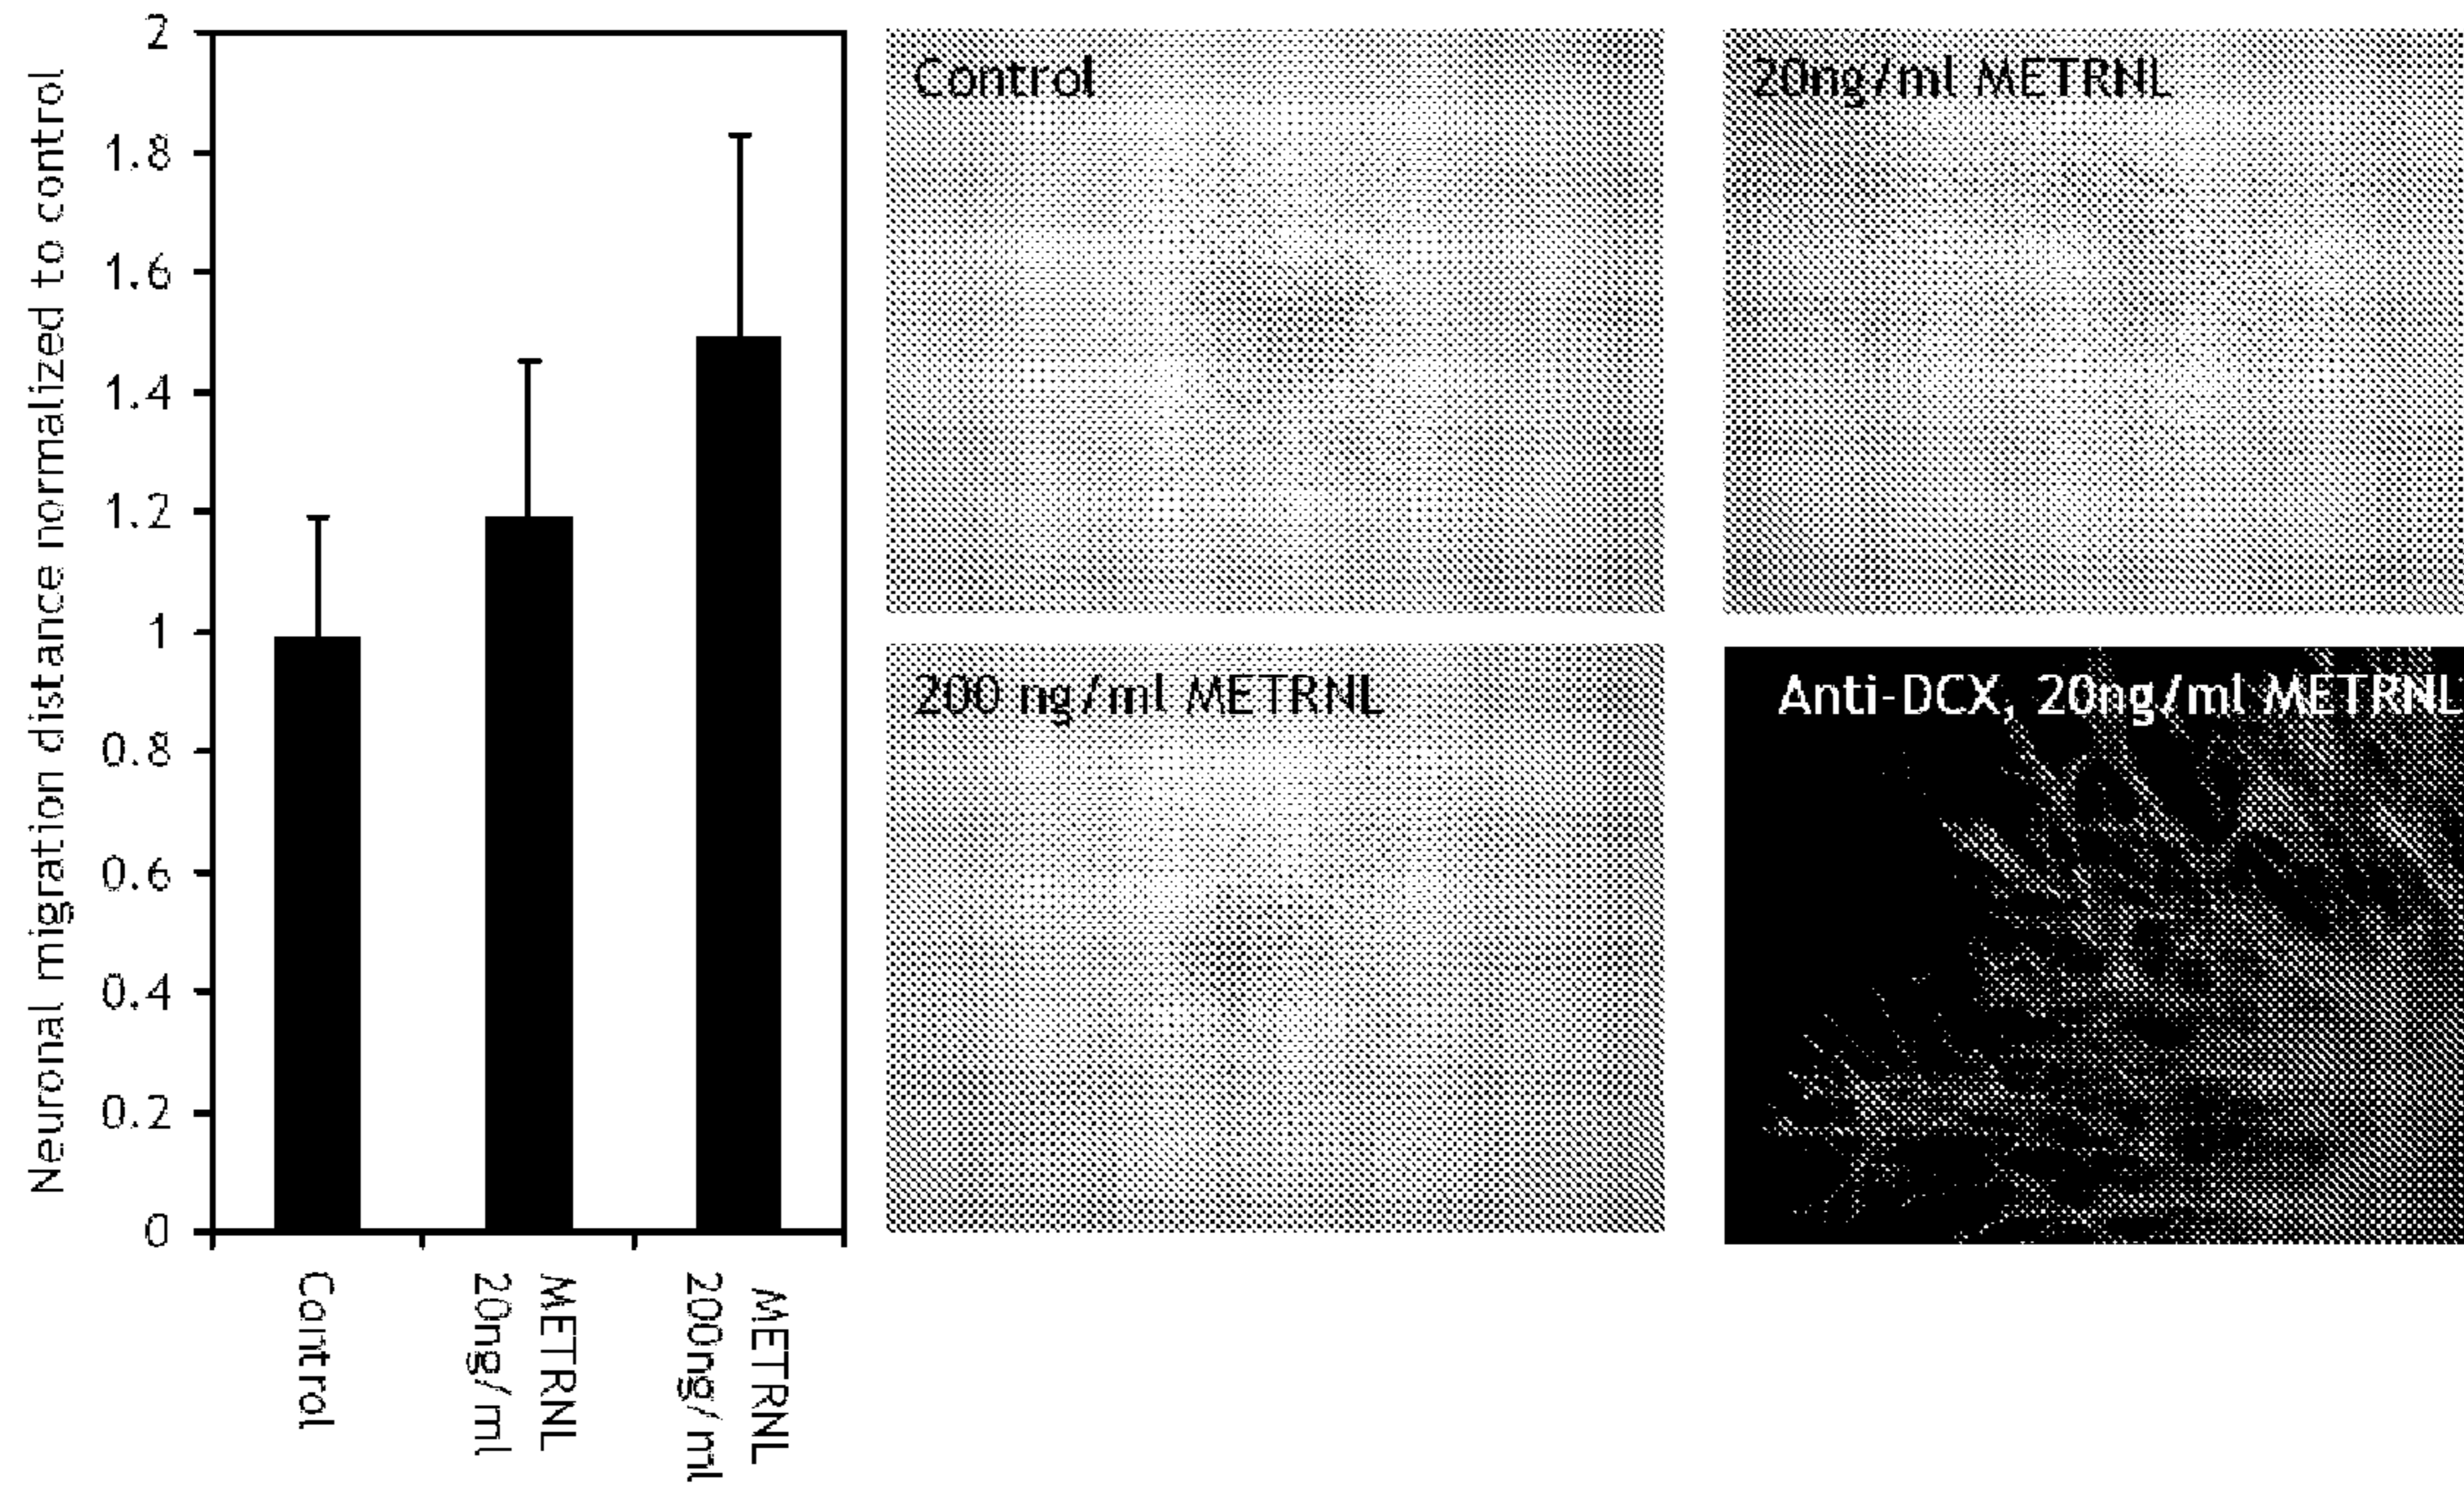 Neuronal migration distance normalized to control
2
1.8
1.6
1.4
1.2
1
0.8
0.6
0.4
0.2
0
Control
METRNL
20ng/ml
METRNL
200ng/ml
Control
20ng/ml METRNL
200 ng/ml METRNL
Anti-DCX, 20ng/ml METRNL